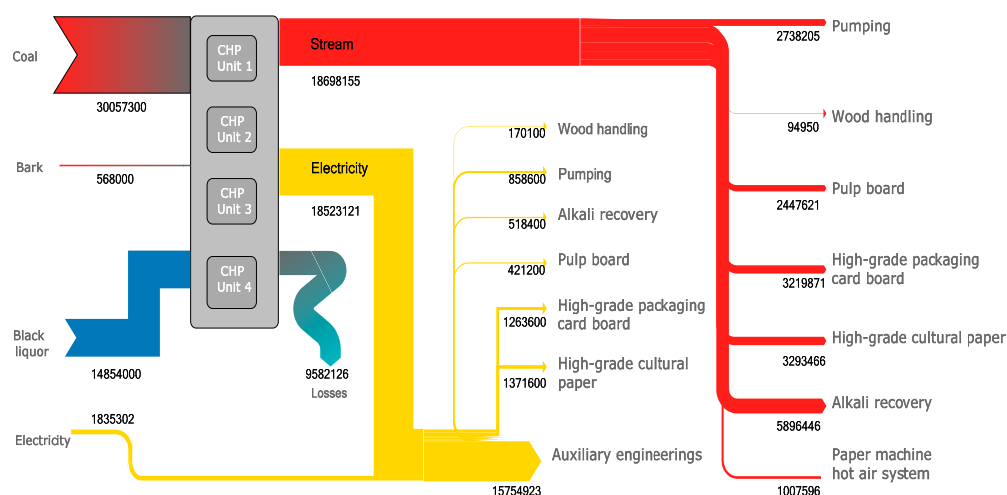 Coal
30057300
Bark
568000
Black
liquor
14854000
1835302
Electricity
CHP
Unit 1
CHP
Unit 2
CHP
Unit 3
CHP
Unit 4
Stream
18698155
Electricity
18523121
9582126
Losses
170100
Wood handling
858600
Pumping
518400
Alkali recovery
421200
Pulp board
1263600
High-grade packaging
card board
1371600
High-grade cultural
paper
15754923
Auxiliary engineerings
2738205
Pumping
94950
Wood handling
2447621
Pulp board
3219871
High-grade packaging
card board
3293466
High-grade cultural paper
5896446
Alkali recovery
1007596
Paper machine
hot air system